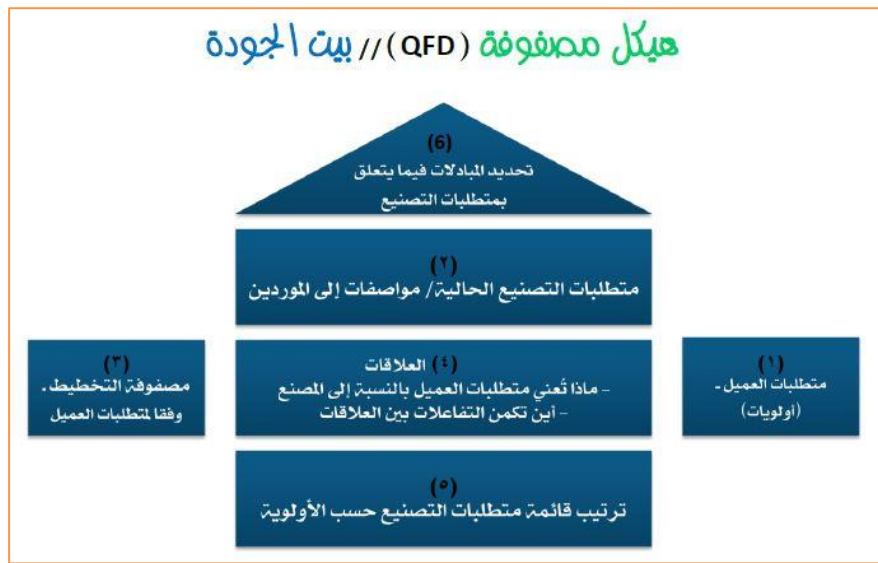 هيكل مصفوفة (QFD) // بيت الجودة
(6)
تحديد المبادلات فيما يتعلق
بمتطلبات التصنيع
(٢)
متطلبات التصنيع الحالية/ مواصفات إلى الموردين
(١)
متطلبات العميل -
(أولويات)
(٤) العلاقات
- ماذا تُعني متطلبات العميل بالنسبة إلى المصنع
- أين تكمن التفاعلات بين العلاقات
(٣)
مصفوفة التخطيط .
وفقا لمتطلبات العميل
(٥)
ترتيب قائمة متطلبات التصنيع حسب الأولوية